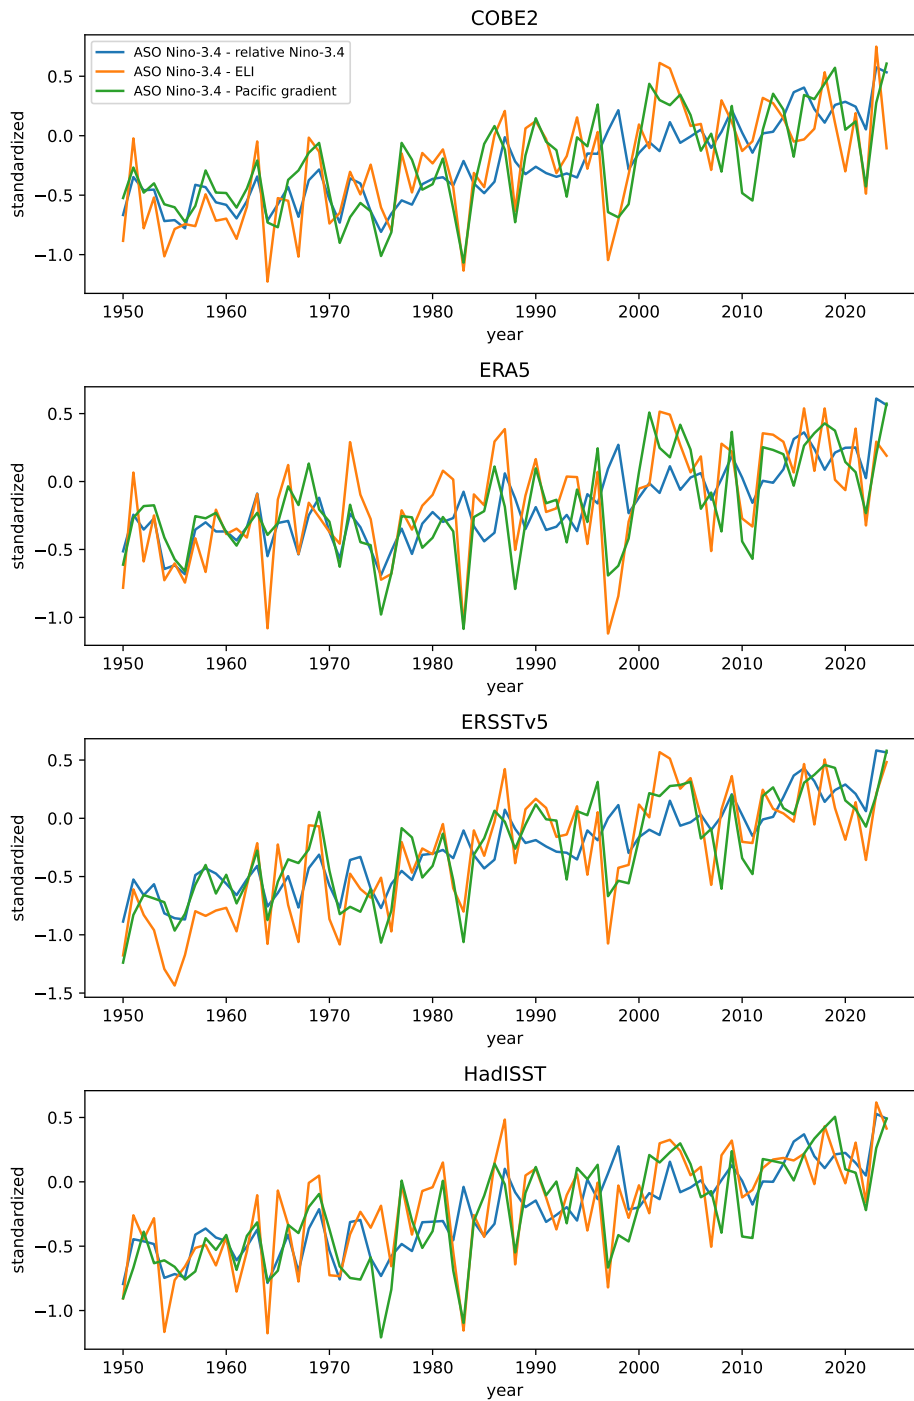 COBE2
ASO Nino-3.4 - relative Nino-3.4
ASO Nino-3.4 - ELI
ASO Nino-3.4 - Pacific gradient
standardized
0.5
0.0
−0.5
−1.0
1950 1960 1970 1980 1990 2000 2010 2020
year
ERA5
standardized
0.5
0.0
−0.5
−1.0
1950 1960 1970 1980 1990 2000 2010 2020
year
ERSSTv5
standardized
0.5
0.0
−0.5
−1.0
−1.5
1950 1960 1970 1980 1990 2000 2010 2020
year
HadISST
standardized
0.5
0.0
−0.5
−1.0
1950 1960 1970 1980 1990 2000 2010 2020
year